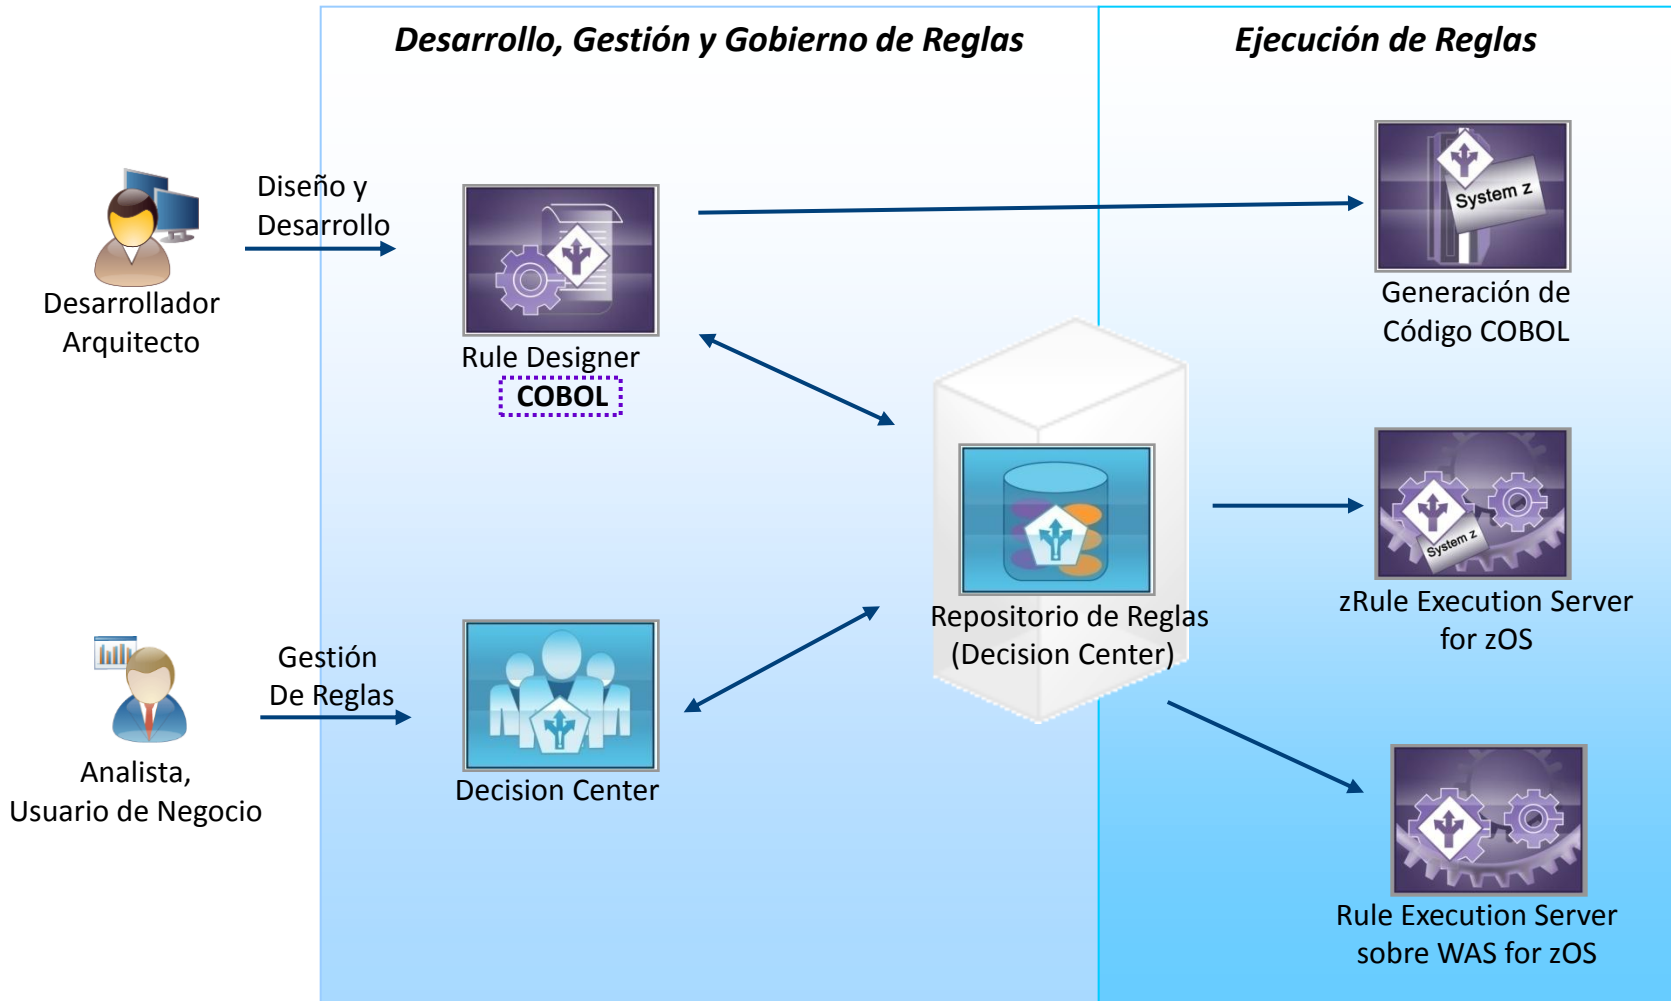 Desarrollo, Gestión y Gobierno de Reglas
Ejecución de Reglas
Diseño y
Desarrollo
Desarrollador
Arquitecto
Rule Designer
COBOL
System z
Generación de
Código COBOL
Repositorio de Reglas
(Decision Center)
System z
zRule Execution Server
for zOS
Gestión
De Reglas
Analista,
Usuario de Negocio
Decision Center
Rule Execution Server
sobre WAS for zOS